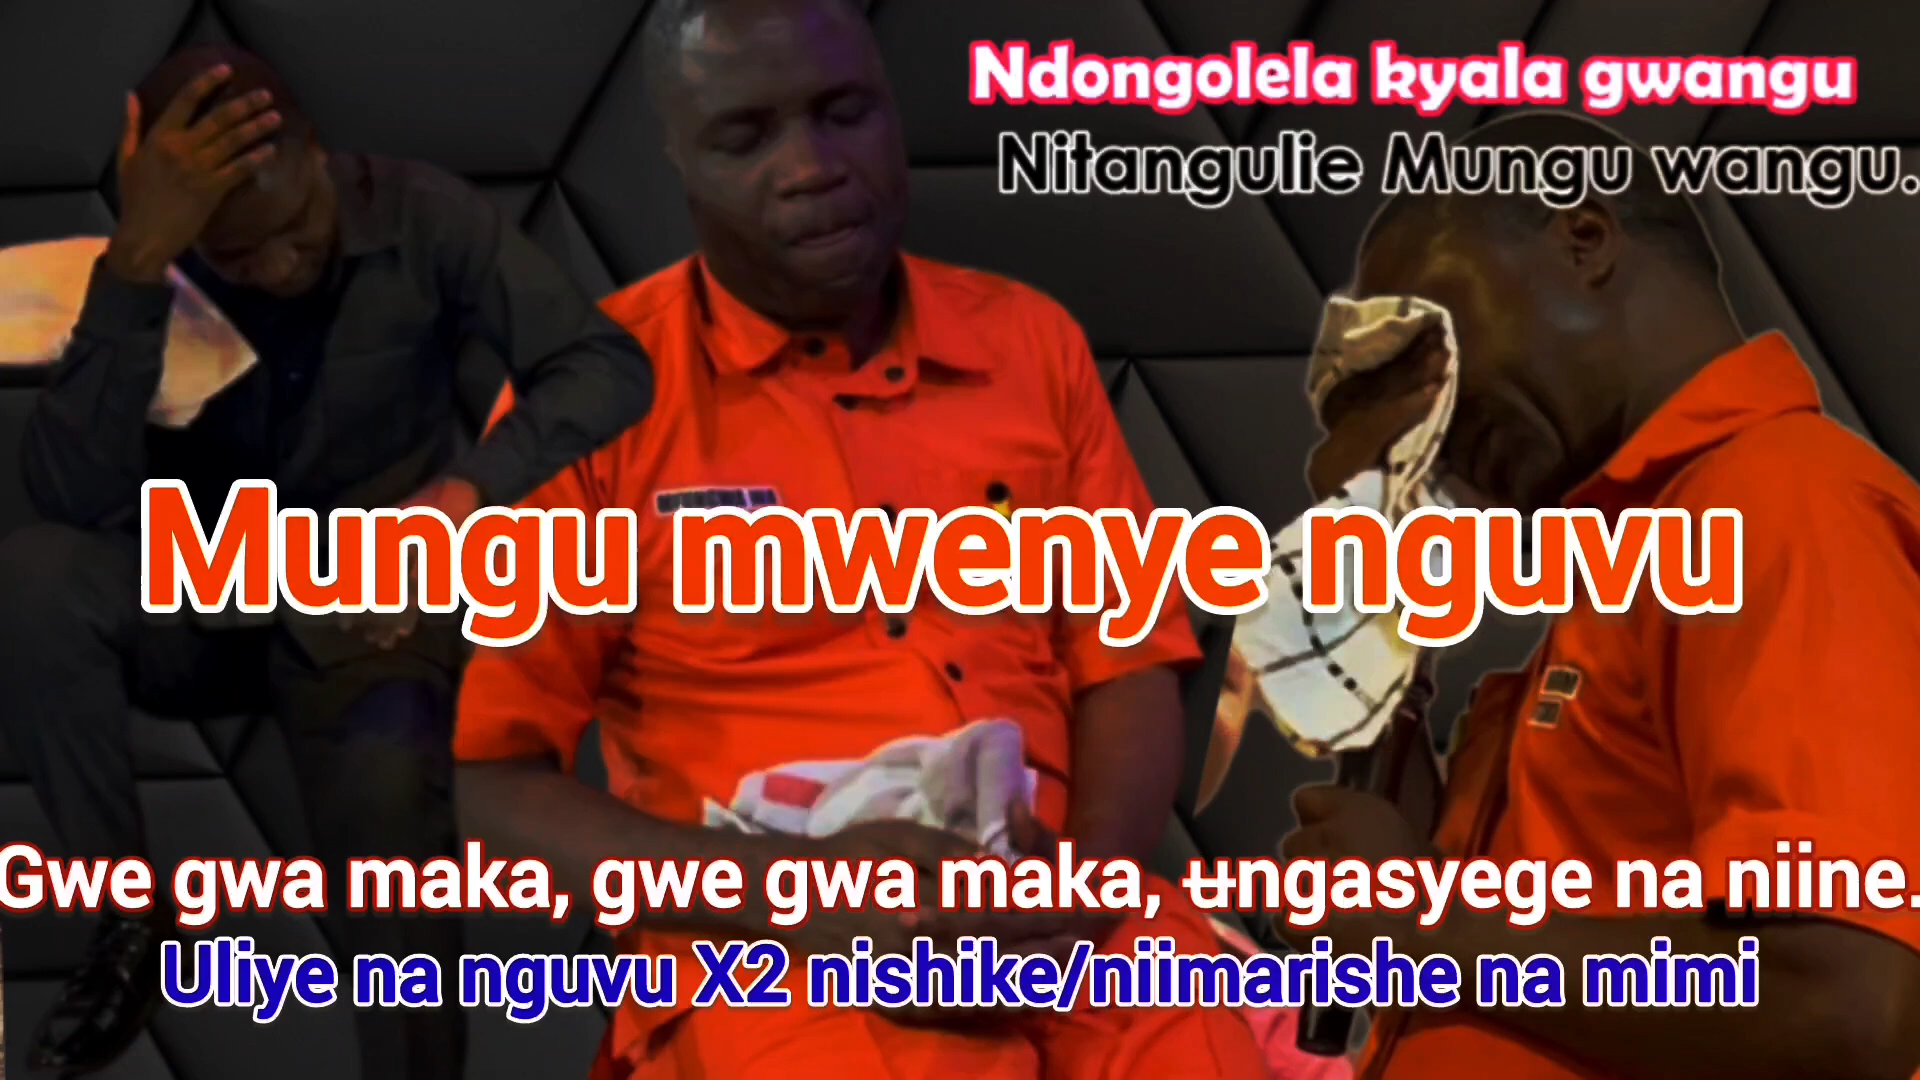 Ndongolela kyala gwangu
Nitangulie Mungu wangu.
Mungu mwenye nguvu
Gwe gwa maka, gwe gwa maka, ʉngasyege na niine.
Uliye na nguvu X2 nishike/niimarishe na mimi